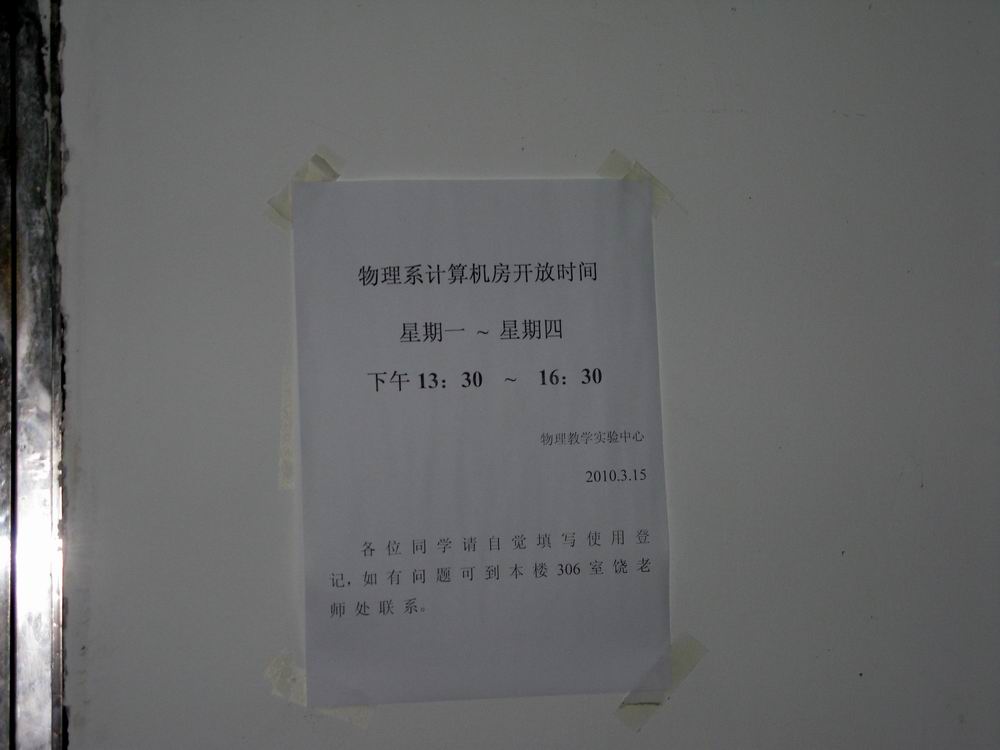 物理系计算机房开放时间
星期一 ~ 星期四
下午 13：30 ~ 16：30
物理教学实验中心
2010.3.15
各位同学请自觉填写使用登
记，如有问题可到本楼 306 室饶老
师处联系。